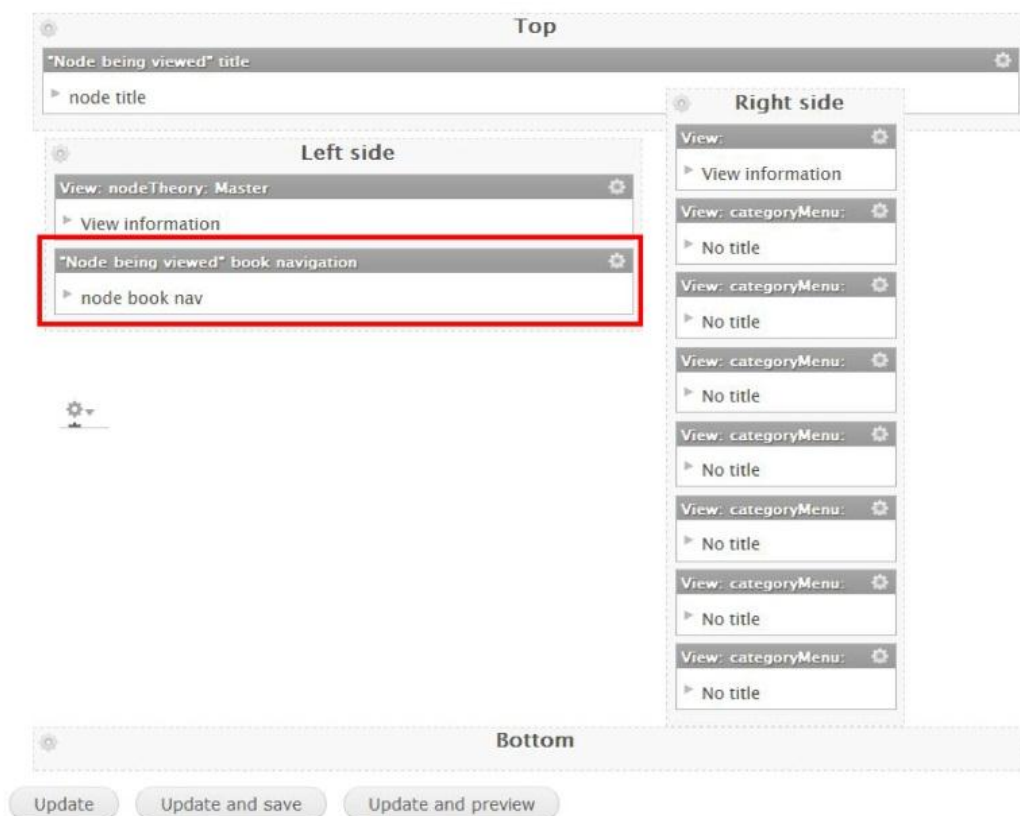 Top
"Node being viewed" title
node title
Left side
View: nodeTheory: Master
View information
"Node being viewed" book navigation
node book nav
Right side
View:
View information
View: categoryMenu:
No title
View: categoryMenu:
No title
View: categoryMenu:
No title
View: categoryMenu:
No title
View: categoryMenu:
No title
View: categoryMenu:
No title
View: categoryMenu:
No title
Bottom
Update Update and save Update and preview